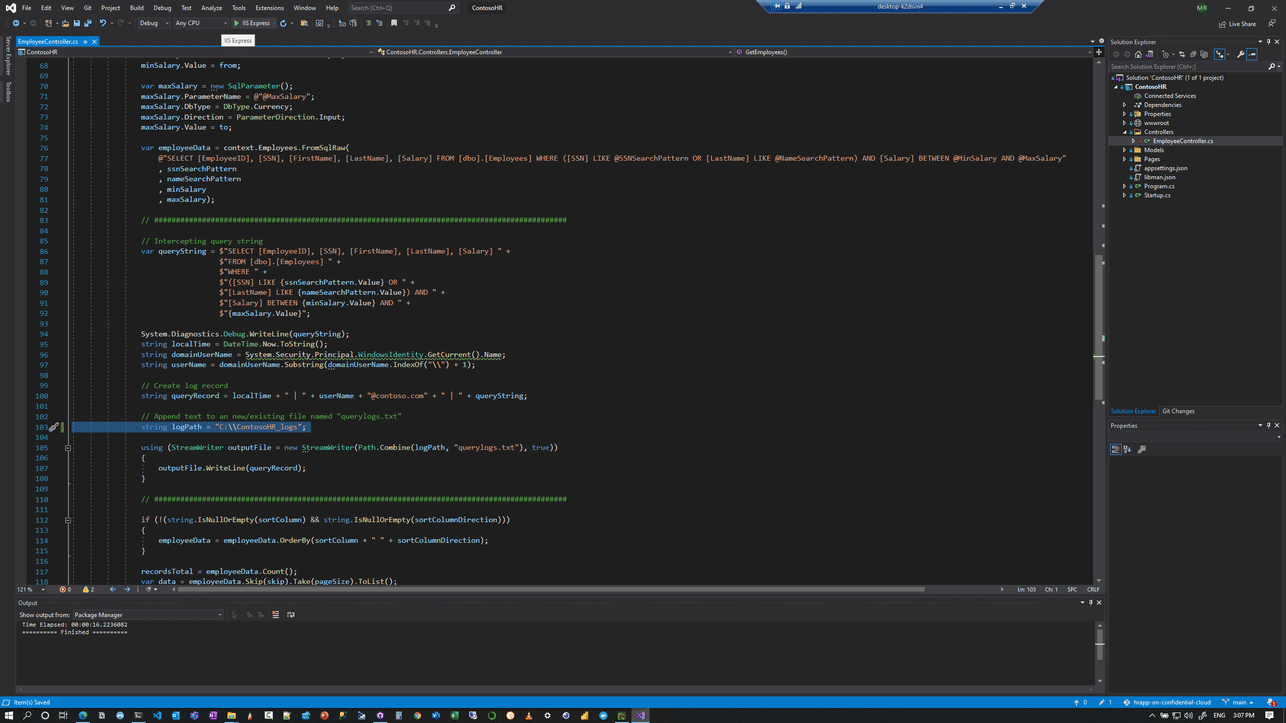 File Edit View Git Project Build Debug Test Analyze Tools Extensions Window Help Search (Ctrl+Q) ContosoHR MR
desktop-k2dsvm4
Debug Any CPU IIS Express Live Share
IIS Express
EmployeeController.cs
ContosoHR ContosoHR.Controllers.EmployeeController GetEmployees()
Server Explorer
Toolbox
68 minSalary.Value = from;
69
70 var maxSalary = new SqlParameter();
71 maxSalary.ParameterName = @"@MaxSalary";
72 maxSalary.DbType = DbType.Currency;
73 maxSalary.Direction = ParameterDirection.Input;
74 maxSalary.Value = to;
75
76 var employeeData = context.Employees.FromSqlRaw(
77 @"SELECT [EmployeeID], [SSN], [FirstName], [LastName], [Salary] FROM [dbo].[Employees] WHERE ([SSN] LIKE @SSNSearchPattern OR [LastName] LIKE @NameSearchPattern) AND [Salary] BETWEEN @MinSalary AND @MaxSalary"
78 , ssnSearchPattern
79 , nameSearchPattern
80 , minSalary
81 , maxSalary);
82
83 // ###############################################################################################
84
85 // Intercepting query string
86 var queryString = $"SELECT [EmployeeID], [SSN], [FirstName], [LastName], [Salary] " +
87 $"FROM [dbo].[Employees] " +
88 $"WHERE " +
89 $"([SSN] LIKE {ssnSearchPattern.Value} OR " +
90 $"[LastName] LIKE {nameSearchPattern.Value}) AND " +
91 $"[Salary] BETWEEN {minSalary.Value} AND " +
92 $"{maxSalary.Value}";
93
94 System.Diagnostics.Debug.WriteLine(queryString);
95 string localTime = DateTime.Now.ToString();
96 string domainUserName = System.Security.Principal.WindowsIdentity.GetCurrent().Name;
97 string userName = domainUserName.Substring(domainUserName.IndexOf("\\") + 1);
98
99 // Create log record
100 string queryRecord = localTime + " | " + userName + "@contoso.com" + " | " + queryString;
101
102 // Append text to an new/existing file named "querylogs.txt"
103 string logPath = "C:\\ContosoHR_logs";
104
105 using (StreamWriter outputFile = new StreamWriter(Path.Combine(logPath, "querylogs.txt"), true))
106 {
107 outputFile.WriteLine(queryRecord);
108 }
109
110 // ###############################################################################################
111
112 if (!(string.IsNullOrEmpty(sortColumn) && string.IsNullOrEmpty(sortColumnDirection)))
113 {
114 employeeData = employeeData.OrderBy(sortColumn + " " + sortColumnDirection);
115 }
116
117 recordsTotal = employeeData.Count();
118 var data = employeeData.Skip(skip).Take(pageSize).ToList();
121 % 0 2 Ln: 103 Ch: 1 SPC CRLF
Output
Show output from: Package Manager
Time Elapsed: 00:00:16.2236082
========== Finished ==========
Solution Explorer
Search Solution Explorer (Ctrl+;)
Solution 'ContosoHR' (1 of 1 project)
ContosoHR
Connected Services
Dependencies
Properties
wwwroot
Controllers
EmployeeController.cs
Models
Pages
appsettings.json
libman.json
Program.cs
Startup.cs
Solution Explorer Git Changes
Properties
Item(s) Saved 0 1 hrapp-on-confidential-cloud main
ENG 3:07 PM